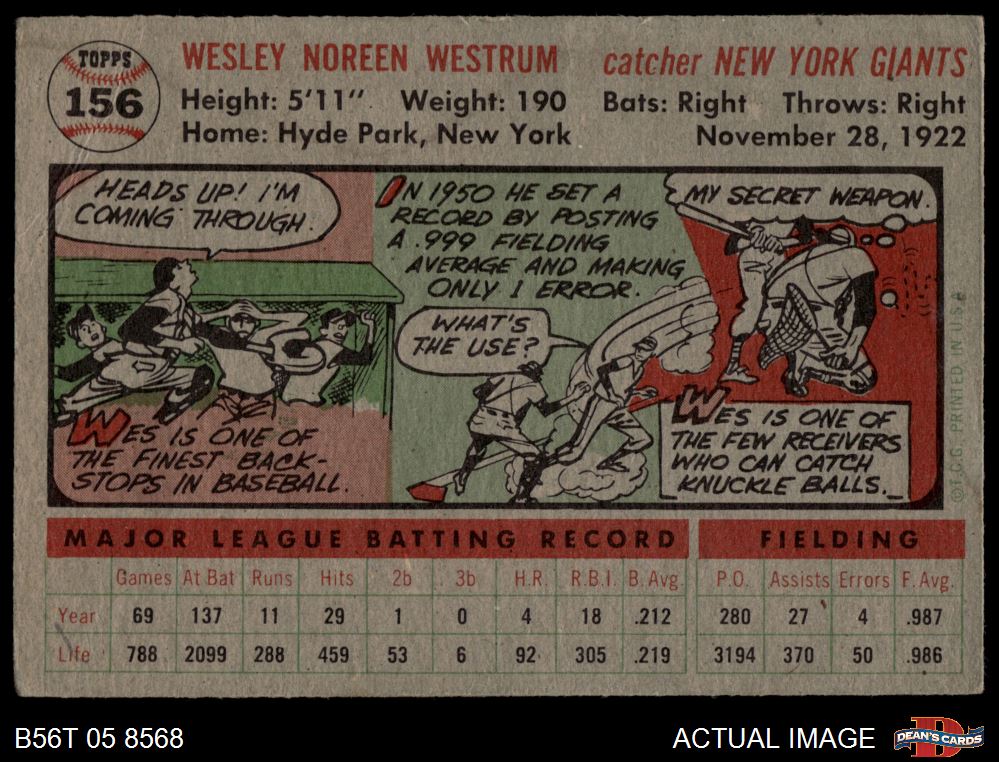 TOPPS
156
WESLEY NOREEN WESTRUM catcher NEW YORK GIANTS
Height: 5'11" Weight: 190 Bats: Right Throws: Right
Home: Hyde Park, New York November 28, 1922
HEADS UP! I'M
COMING THROUGH.
WES IS ONE OF
THE FINEST BACK-
STOPS IN BASEBALL.
IN 1950 HE SET A
RECORD BY POSTING
A .999 FIELDING
AVERAGE AND MAKING
ONLY 1 ERROR.
WHAT'S
THE USE?
MY SECRET WEAPON.
WES IS ONE OF
THE FEW RECEIVERS
WHO CAN CATCH
KNUCKLE BALLS.
© T.C.G. PRINTED IN U.S.A.
MAJOR LEAGUE BATTING RECORD FIELDING
Games At Bat Runs Hits 2b 3b H.R. R.B.I. B. Avg. P.O. Assists Errors F. Avg.
Year 69 137 11 29 1 0 4 18 .212 280 27 4 .987
Life 788 2099 288 459 53 6 92 305 .219 3194 370 50 .986
B56T 05 8568 ACTUAL IMAGE DEAN'S CARDS